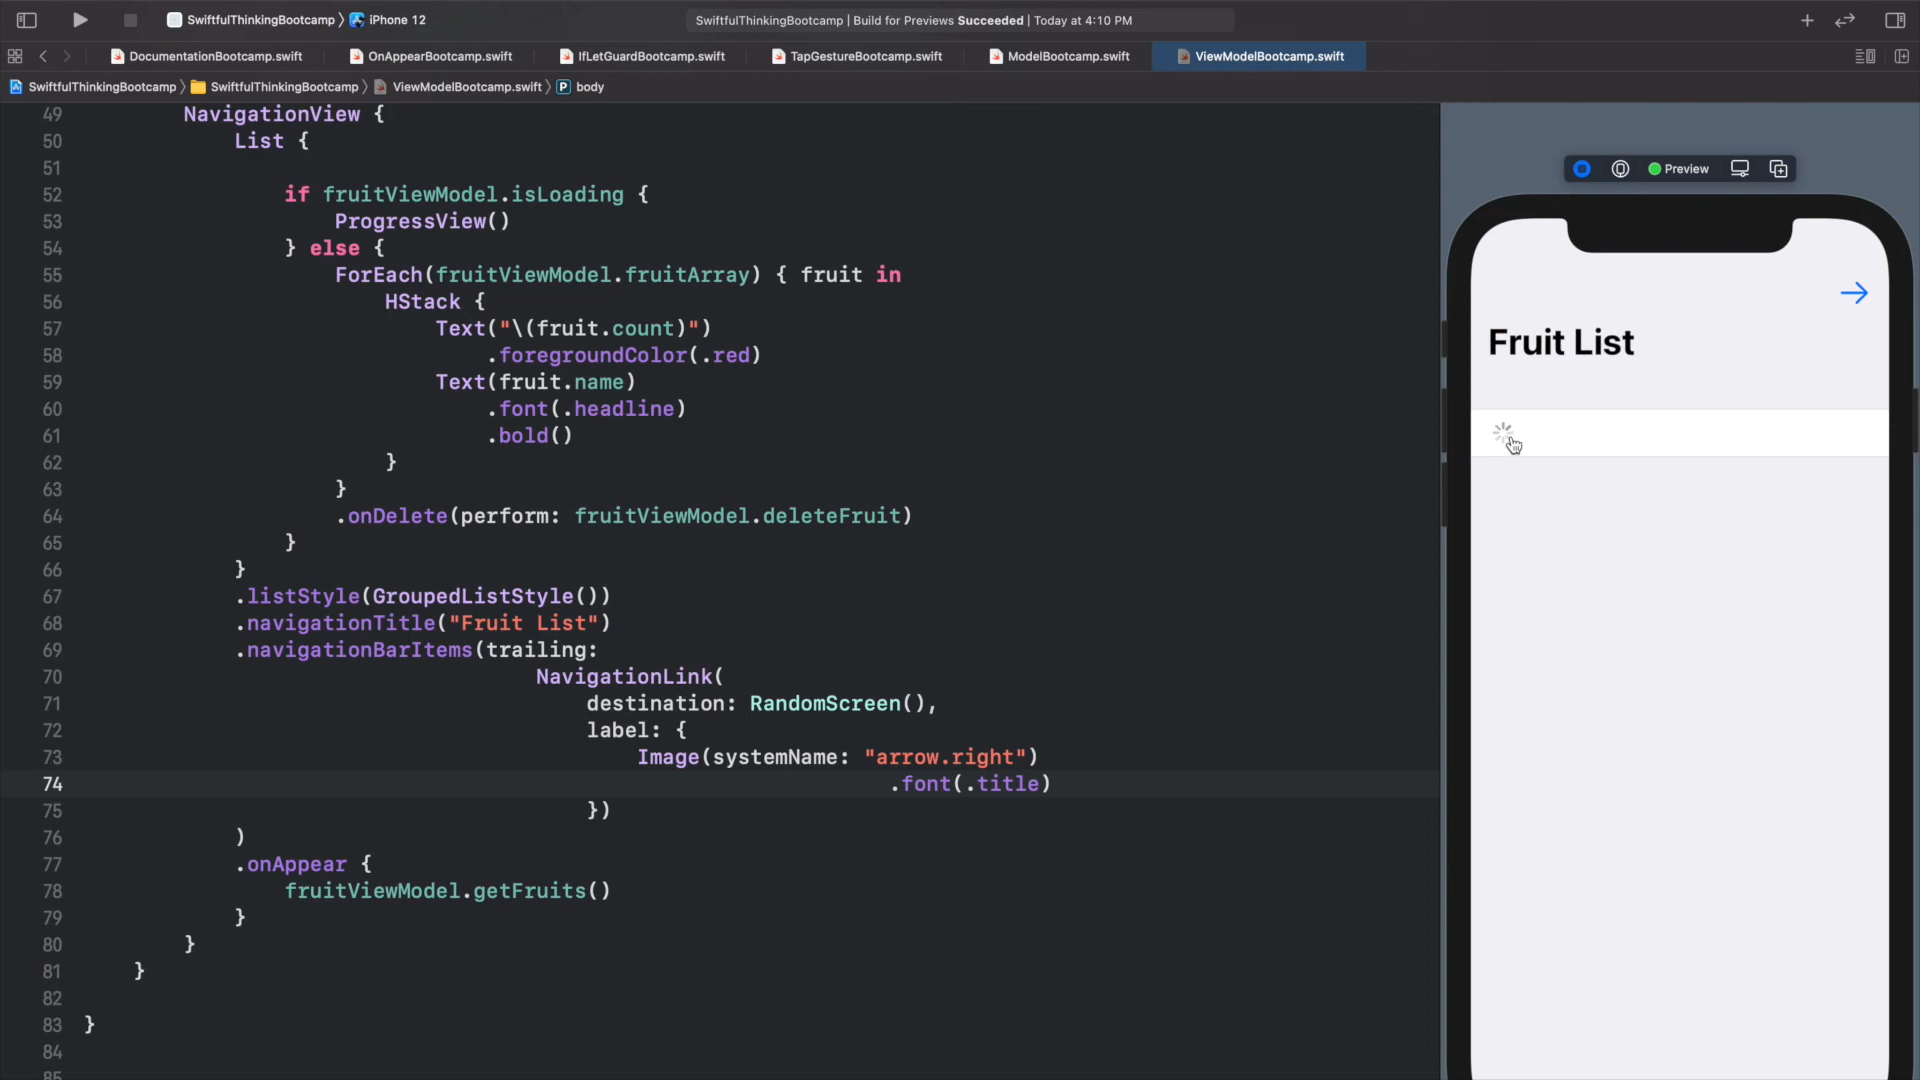 SwiftfulThinkingBootcamp › iPhone 12
SwiftfulThinkingBootcamp | Build for Previews Succeeded | Today at 4:10 PM
DocumentationBootcamp.swift
OnAppearBootcamp.swift
IfLetGuardBootcamp.swift
TapGestureBootcamp.swift
ModelBootcamp.swift
ViewModelBootcamp.swift
SwiftfulThinkingBootcamp › SwiftfulThinkingBootcamp › ViewModelBootcamp.swift › P body
49 NavigationView {
50 List {
51
52 if fruitViewModel.isLoading {
53 ProgressView()
54 } else {
55 ForEach(fruitViewModel.fruitArray) { fruit in
56 HStack {
57 Text("\(fruit.count)")
58 .foregroundColor(.red)
59 Text(fruit.name)
60 .font(.headline)
61 .bold()
62 }
63 }
64 .onDelete(perform: fruitViewModel.deleteFruit)
65 }
66 }
67 .listStyle(GroupedListStyle())
68 .navigationTitle("Fruit List")
69 .navigationBarItems(trailing:
70 NavigationLink(
71 destination: RandomScreen(),
72 label: {
73 Image(systemName: "arrow.right")
74 .font(.title)
75 })
76 )
77 .onAppear {
78 fruitViewModel.getFruits()
79 }
80 }
81 }
82
83 }
84
85
Preview
Fruit List